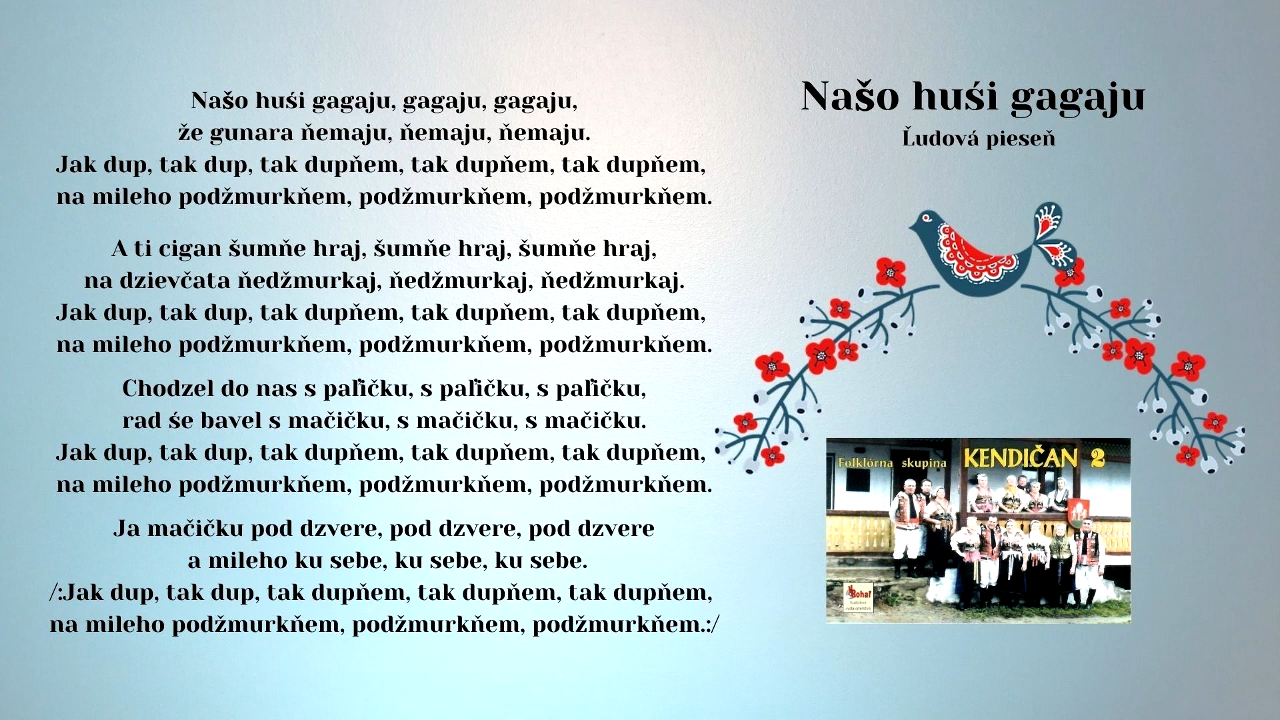 Našo huśi gagaju, gagaju, gagaju,
že gunara ňemaju, ňemaju, ňemaju.
Jak dup, tak dup, tak dupňem, tak dupňem, tak dupňem,
na mileho podžmurkňem, podžmurkňem, podžmurkňem.
A ti cigan šumňe hraj, šumňe hraj, šumňe hraj,
na dzievčata ňedžmurkaj, ňedžmurkaj, ňedžmurkaj.
Jak dup, tak dup, tak dupňem, tak dupňem, tak dupňem,
na mileho podžmurkňem, podžmurkňem, podžmurkňem.
Chodzel do nas s paľičku, s paľičku, s paľičku,
rad śe bavel s mačičku, s mačičku, s mačičku.
Jak dup, tak dup, tak dupňem, tak dupňem, tak dupňem,
na mileho podžmurkňem, podžmurkňem, podžmurkňem.
Ja mačičku pod dzvere, pod dzvere, pod dzvere
a mileho ku sebe, ku sebe, ku sebe.
/:Jak dup, tak dup, tak dupňem, tak dupňem, tak dupňem,
na mileho podžmurkňem, podžmurkňem, podžmurkňem.:/
Našo huśi gagaju
Ľudová pieseň
Folklórna skupina KENDIČAN 2